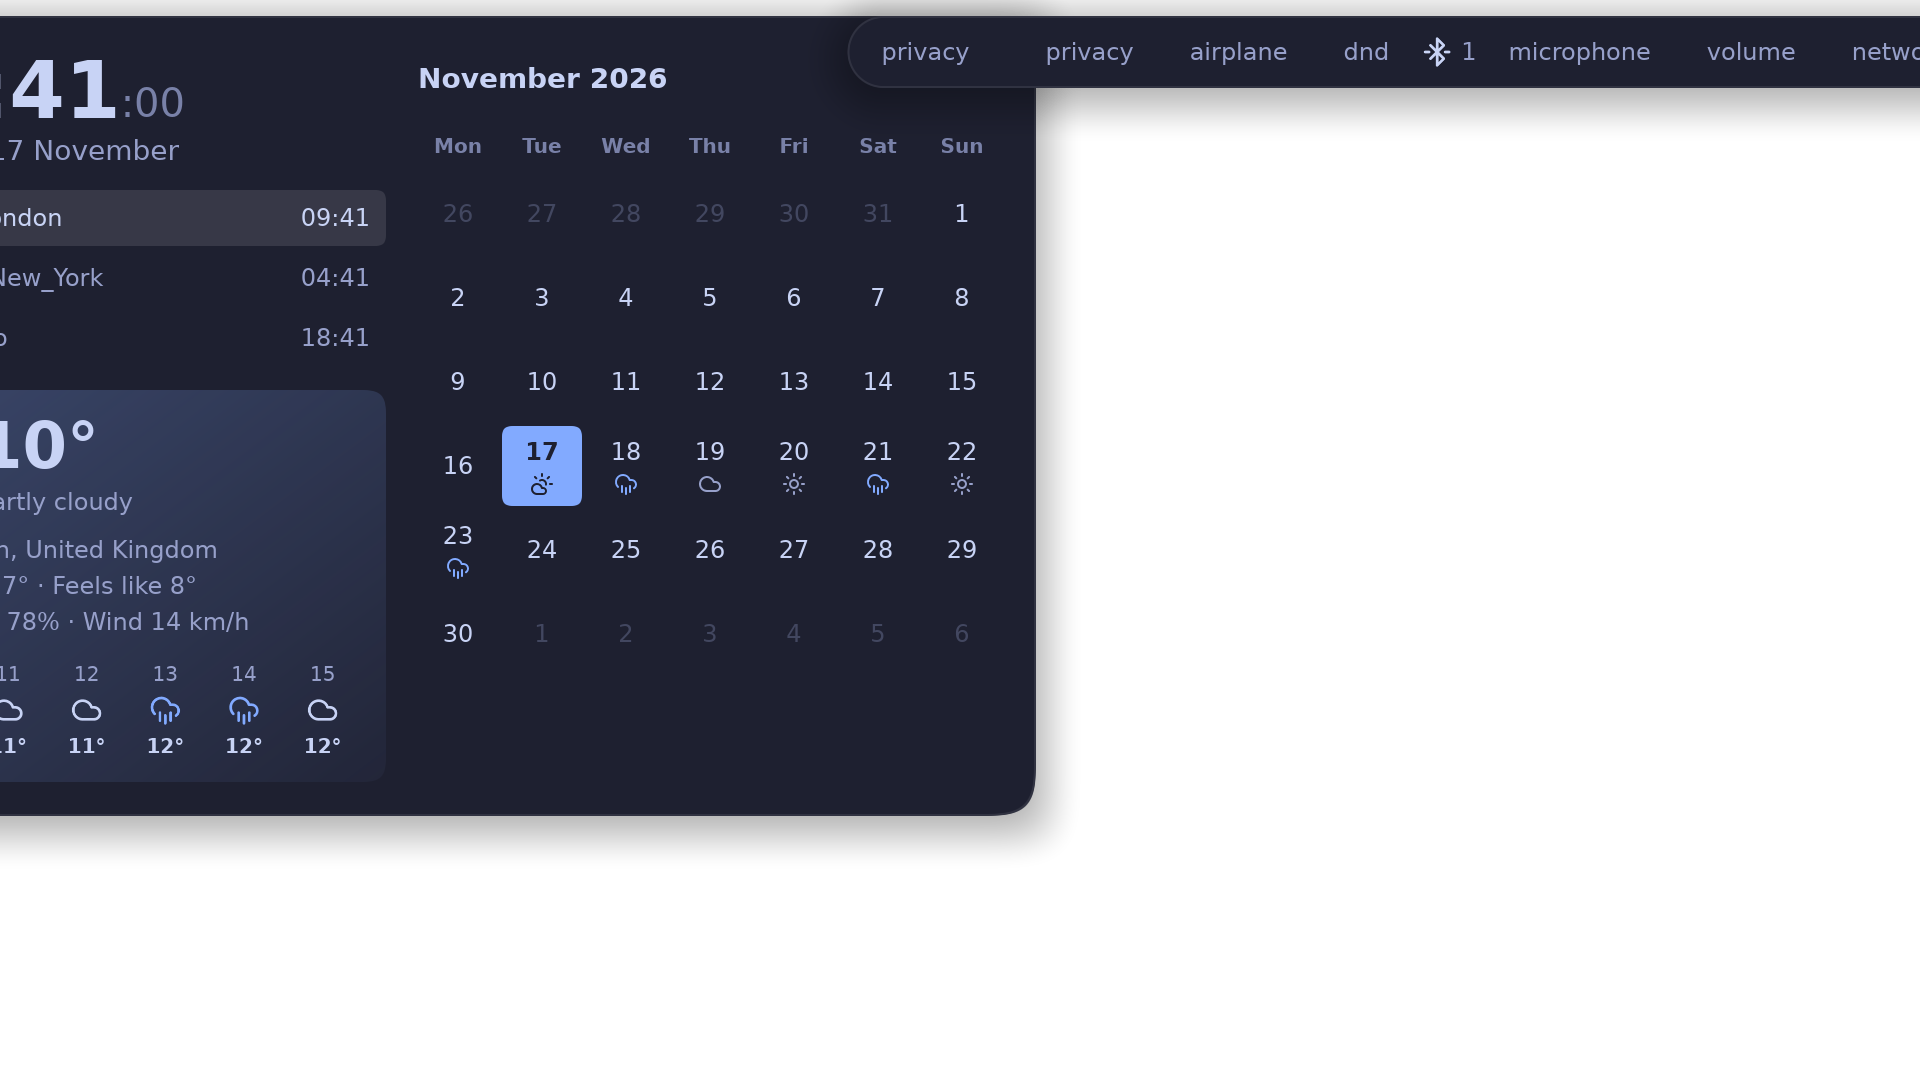 :41:00
17 November
09:41
New_York 04:41
18:41
10°
cloudy
United Kingdom
7° · Feels like 8°
78% · Wind 14 km/h
11 12 13 14 15
11° 11° 12° 12° 12°
November 2026
Mon Tue Wed Thu Fri Sat Sun
26 27 28 29 30 31 1
2 3 4 5 6 7 8
9 10 11 12 13 14 15
16 17 18 19 20 21 22
23 24 25 26 27 28 29
30 1 2 3 4 5 6
privacy privacy airplane dnd 1 microphone volume